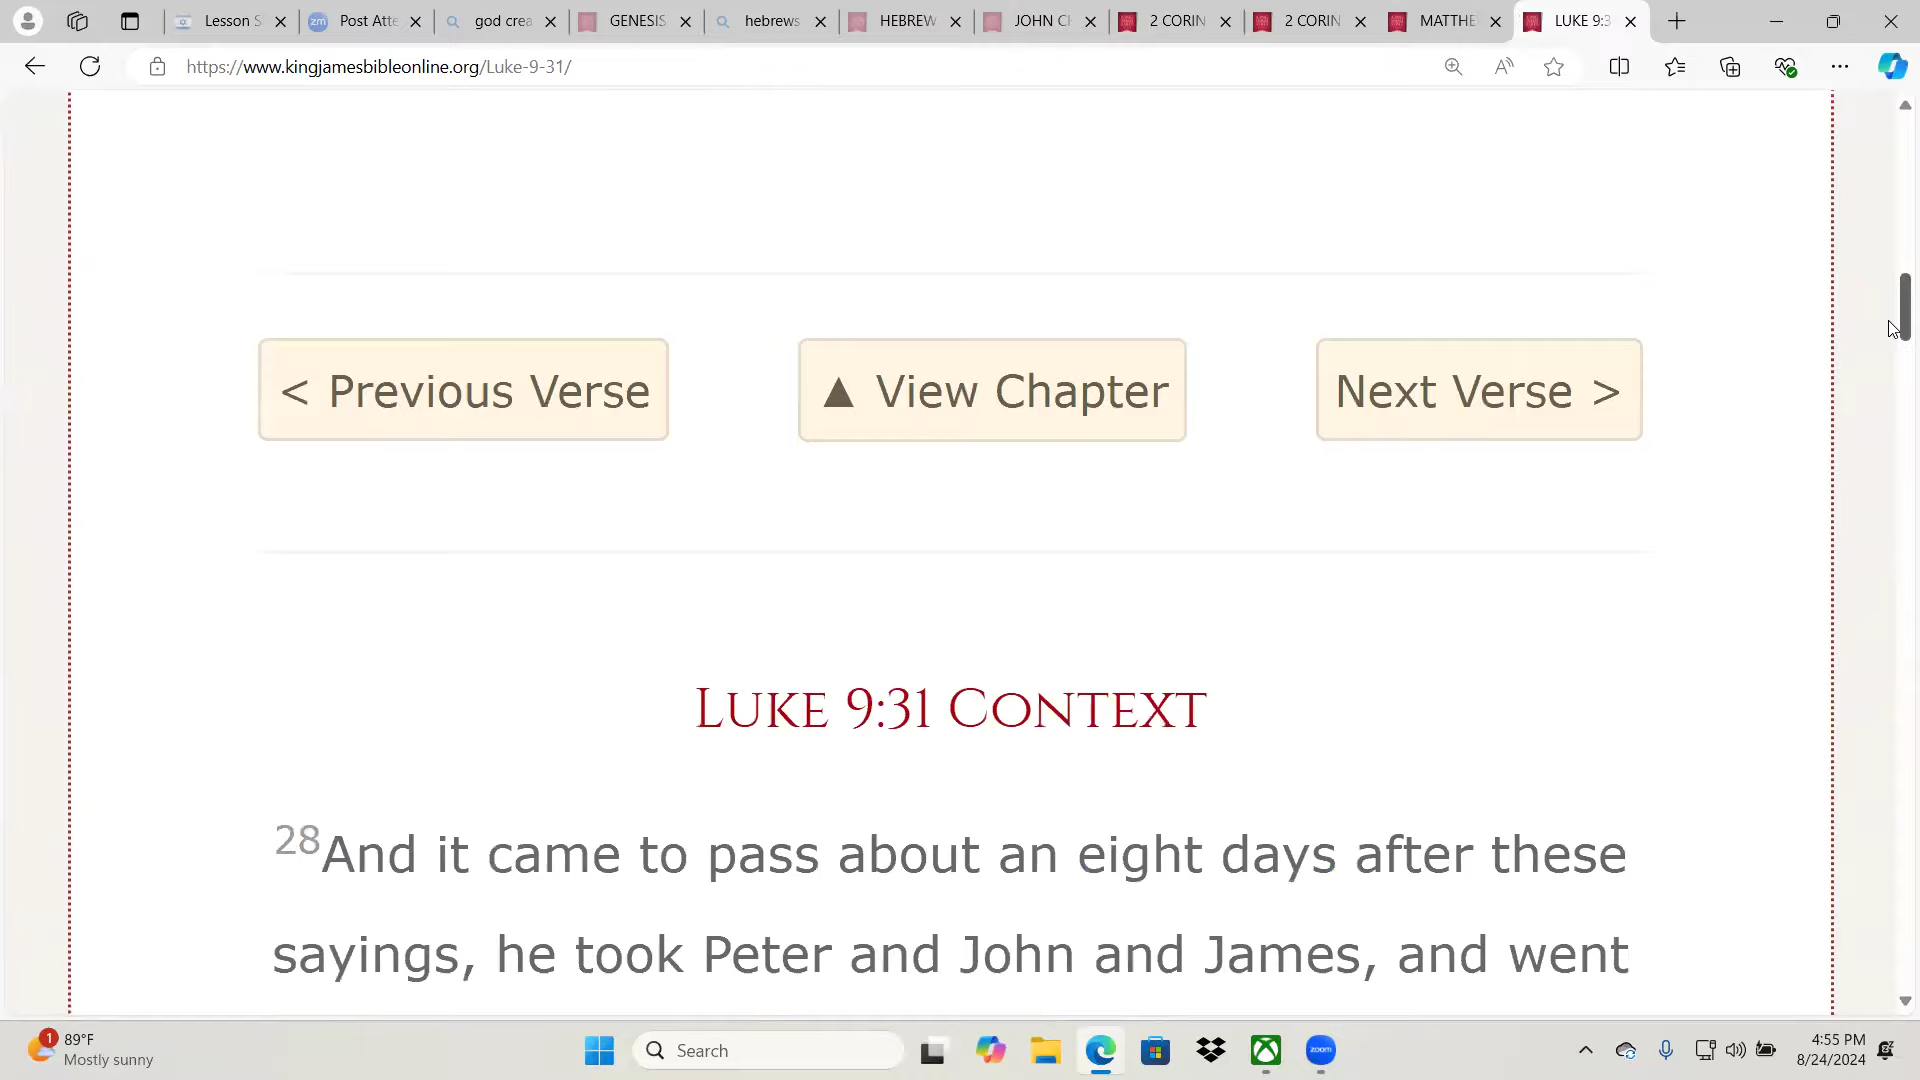 Lesson S
Post Atte
god crea
GENESIS
hebrews
HEBREW
JOHN CH
2 CORIN
2 CORIN
MATTHE
LUKE 9:3
https://www.kingjamesbibleonline.org/Luke-9-31/
< Previous Verse
▲ View Chapter
Next Verse >
LUKE 9:31 CONTEXT
28And it came to pass about an eight days after these
sayings, he took Peter and John and James, and went
1
89°F
Mostly sunny
Search
zoom
4:55 PM
8/24/2024